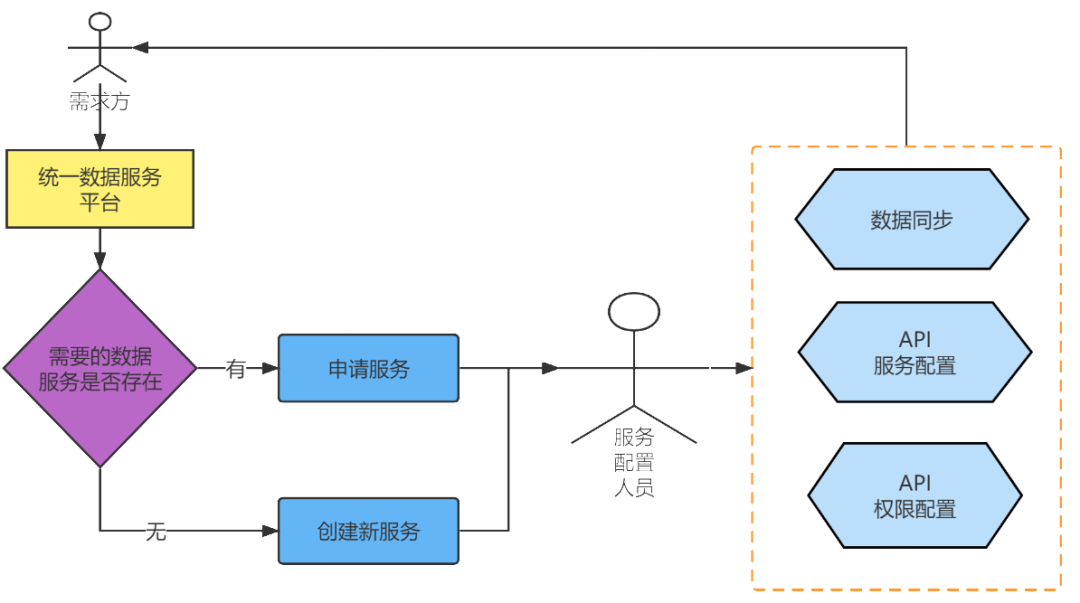 需求方
统一数据服务
平台
需要的数据
服务是否存在
有
申请服务
无
创建新服务
服务
配置
人员
数据同步
API
服务配置
API
权限配置